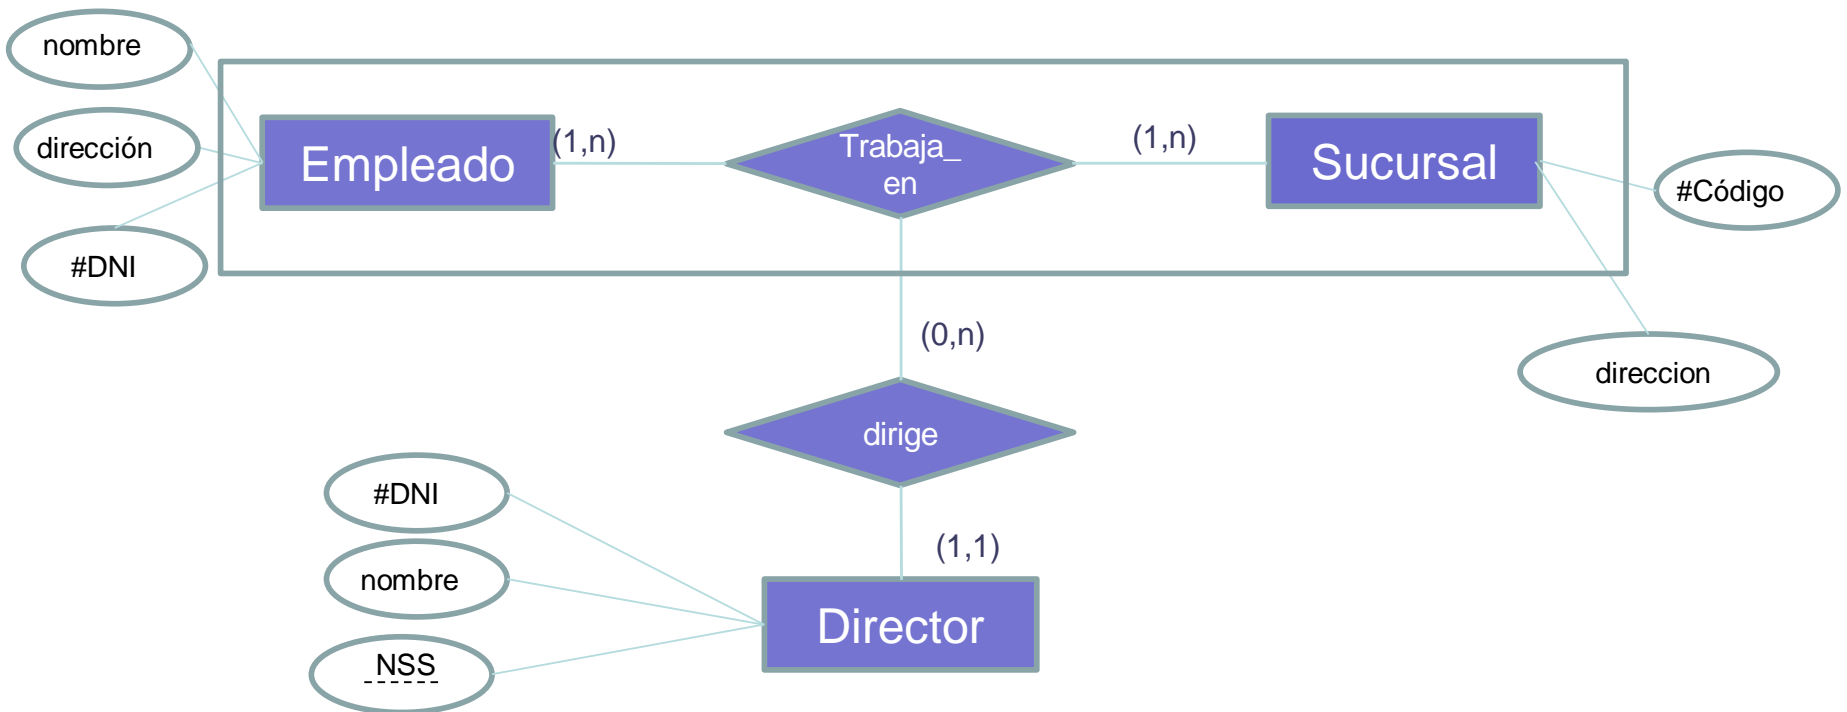 nombre
dirección
#DNI
Empleado
(1,n)
Trabaja_
en
(1,n)
Sucursal
#Código
direccion
(0,n)
dirige
(1,1)
#DNI
nombre
NSS
Director